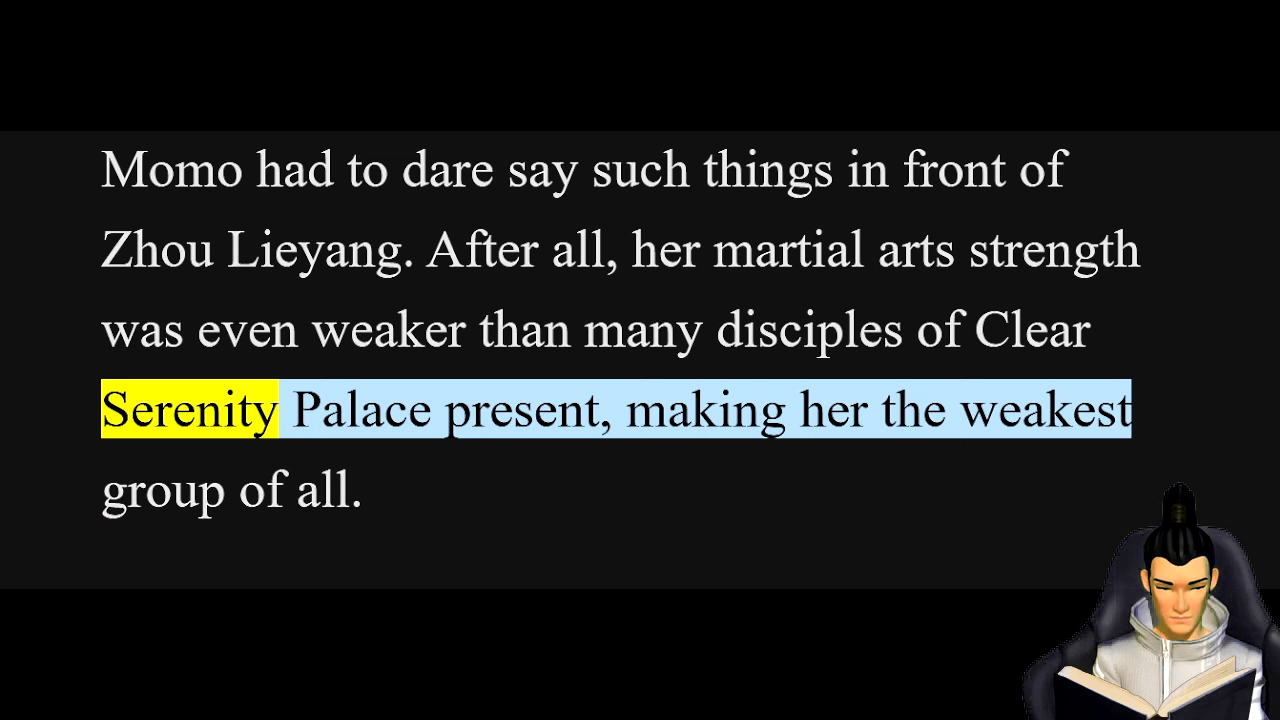 Momo had to dare say such things in front of
Zhou Lieyang. After all, her martial arts strength
was even weaker than many disciples of Clear
Serenity Palace present, making her the weakest
group of all.